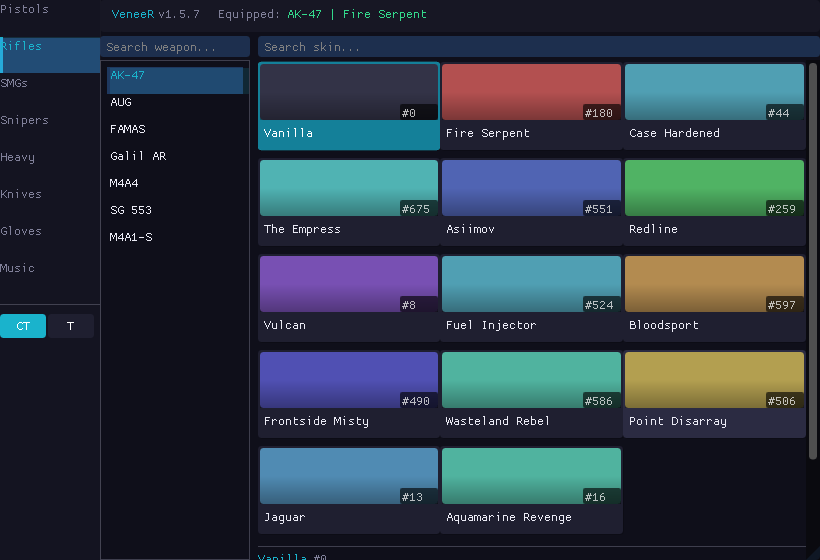 Pistols
Rifles
SMGs
Snipers
Heavy
Knives
Gloves
Music
CT T
VeneeR v1.5.7 Equipped: AK-47 | Fire Serpent
Search weapon... Search skin...
AK-47
AUG
FAMAS
Galil AR
M4A4
SG 553
M4A1-S
#0 #180 #44
Vanilla Fire Serpent Case Hardened
#675 #551 #259
The Empress Asiimov Redline
#8 #524 #597
Vulcan Fuel Injector Bloodsport
#490 #586 #506
Frontside Misty Wasteland Rebel Point Disarray
#13 #16
Jaguar Aquamarine Revenge
Vanilla #0